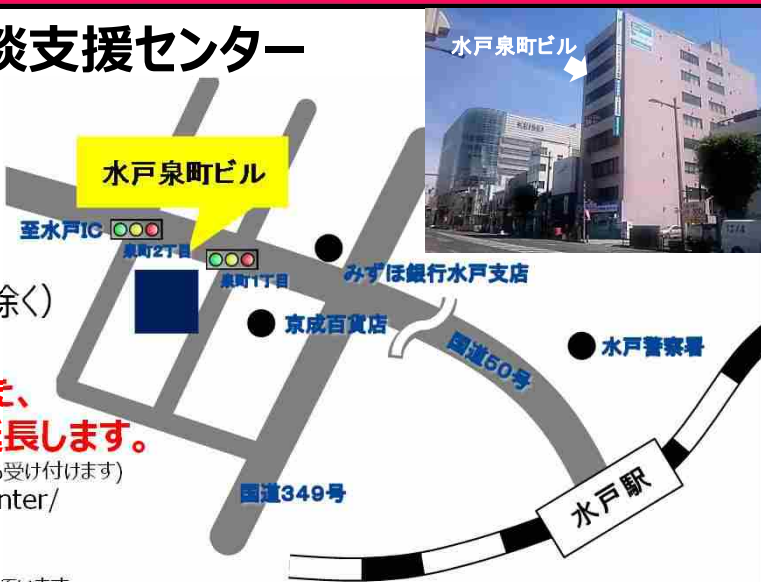 談支援センター
水戸泉町ビル
KEISEI
水戸泉町ビル
至水戸IC
泉町2丁目
泉町1丁目
みずほ銀行水戸支店
除く)
京成百貨店
国道50号
水戸警察署
た、
延長します。
も受け付けます)
nter/
国道349号
水戸駅